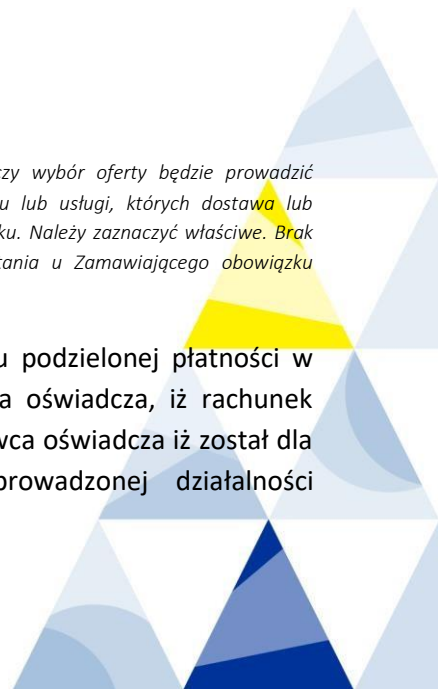 czy wybór oferty będzie prowadzić
u lub usługi, których dostawa lub
ku. Należy zaznaczyć właściwe. Brak
tania u Zamawiającego obowiązku
u podzielonej płatności w
a oświadcza, iż rachunek
wca oświadcza iż został dla
prowadzonej działalności